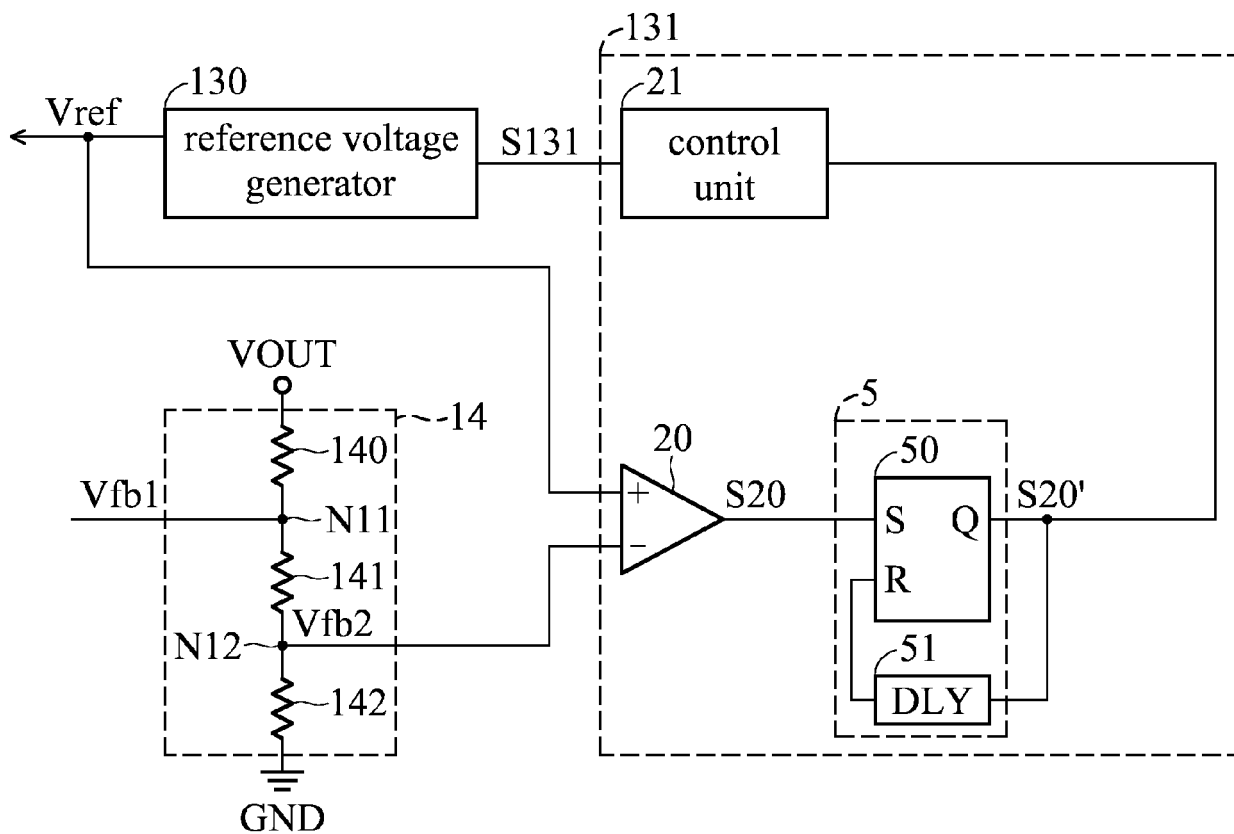 131
130
21
Vref
reference voltage
generator
S131
control
unit
VOUT
14
140
Vfb1
N11
141
Vfb2
N12
142
GND
20
+
−
S20
5
50
S
Q
R
S20'
51
DLY